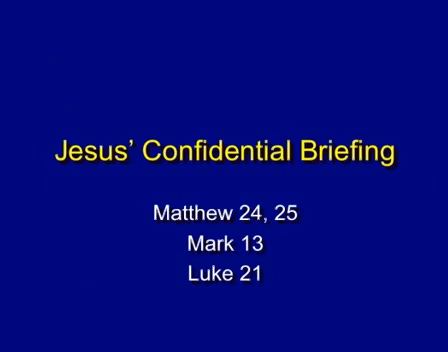 Jesus’ Confidential Briefing
Matthew 24, 25
Mark 13
Luke 21